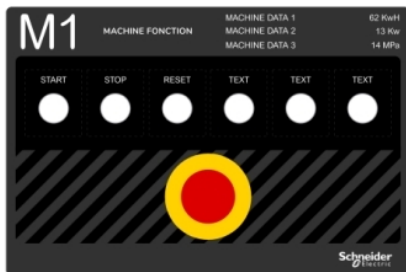 M1
MACHINE FONCTION
MACHINE DATA 1 62 KwH
MACHINE DATA 2 13 Kw
MACHINE DATA 3 14 MPa
START STOP RESET TEXT TEXT TEXT
Schneider
Electric